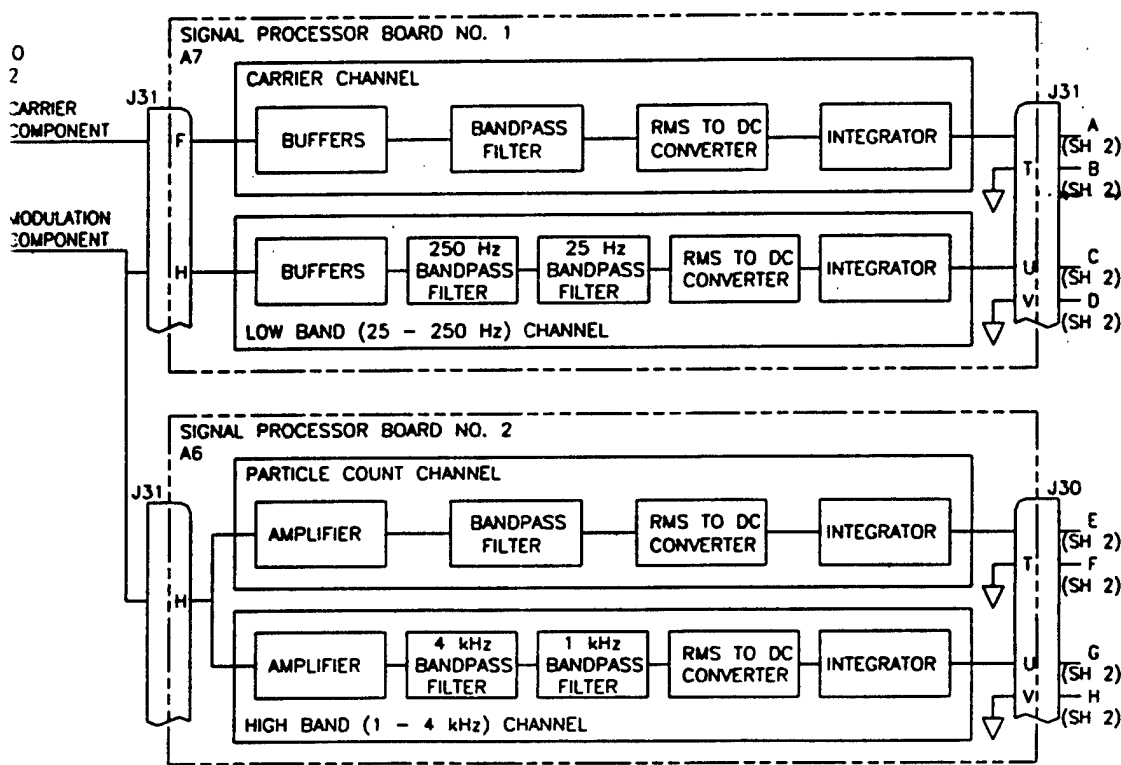 O
2
CARRIER
COMPONENT
MODULATION
COMPONENT
SIGNAL PROCESSOR BOARD NO. 1
A7
J31
F
H
CARRIER CHANNEL
BUFFERS
BANDPASS
FILTER
RMS TO DC
CONVERTER
INTEGRATOR
BUFFERS
250 Hz
BANDPASS
FILTER
25 Hz
BANDPASS
FILTER
RMS TO DC
CONVERTER
INTEGRATOR
LOW BAND (25 - 250 Hz) CHANNEL
J31
A
(SH 2)
T
B
(SH 2)
U
C
(SH 2)
V
D
(SH 2)
SIGNAL PROCESSOR BOARD NO. 2
A6
J31
H
PARTICLE COUNT CHANNEL
AMPLIFIER
BANDPASS
FILTER
RMS TO DC
CONVERTER
INTEGRATOR
AMPLIFIER
4 kHz
BANDPASS
FILTER
1 kHz
BANDPASS
FILTER
RMS TO DC
CONVERTER
INTEGRATOR
HIGH BAND (1 - 4 kHz) CHANNEL
J30
E
(SH 2)
T
F
(SH 2)
U
G
(SH 2)
V
H
(SH 2)